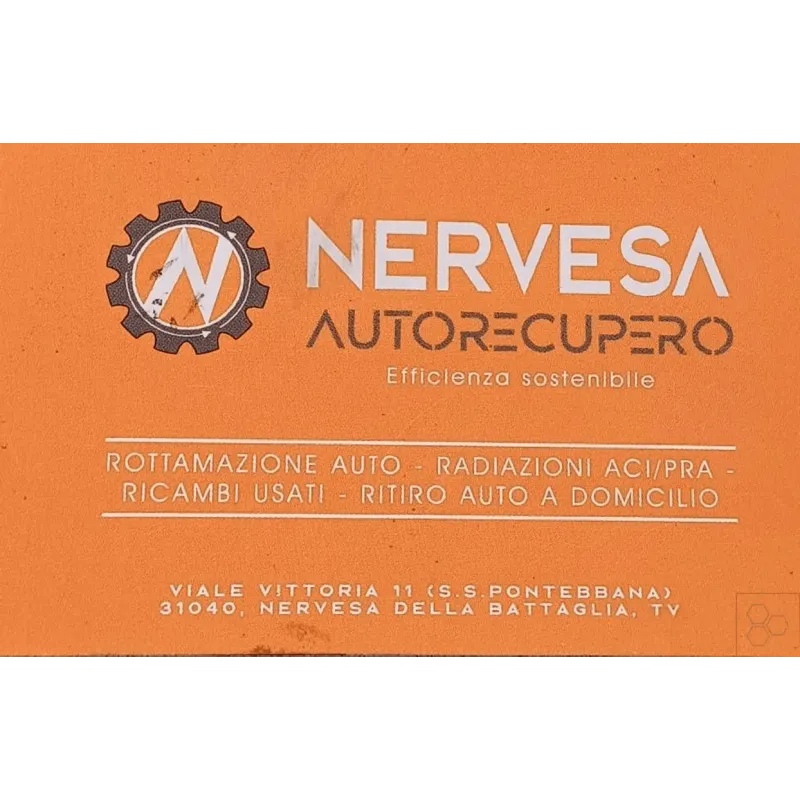 N
NERVESA
AUTORECUPERO
Efficienza sostenibile
ROTTAMAZIONE AUTO - RADIAZIONI ACI/PRA -
RICAMBI USATI - RITIRO AUTO A DOMICILIO
VIALE VITTORIA 11 (S.S.PONTEBBANA)
31040, NERVESA DELLA BATTAGLIA, TV